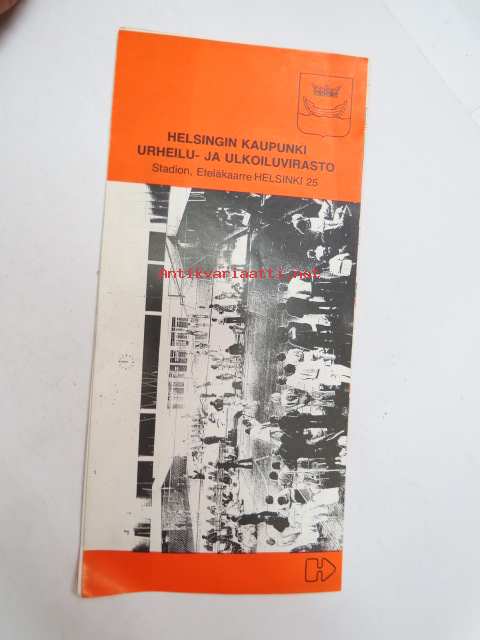 HELSINGIN KAUPUNKI
URHEILU- JA ULKOILUVIRASTO
Stadion, Eteläkaarre HELSINKI 25
Antikvariaatti.net